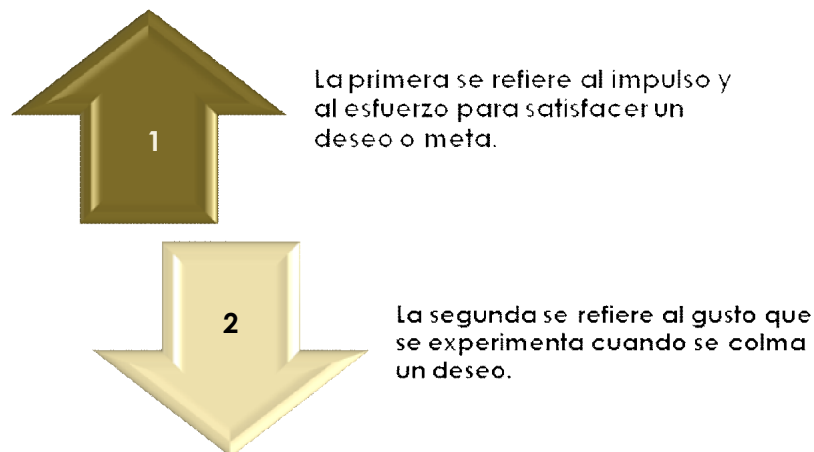 1
La primera se refiere al impulso y
al esfuerzo para satisfacer un
deseo o meta.
2
La segunda se refiere al gusto que
se experimenta cuando se colma
un deseo.